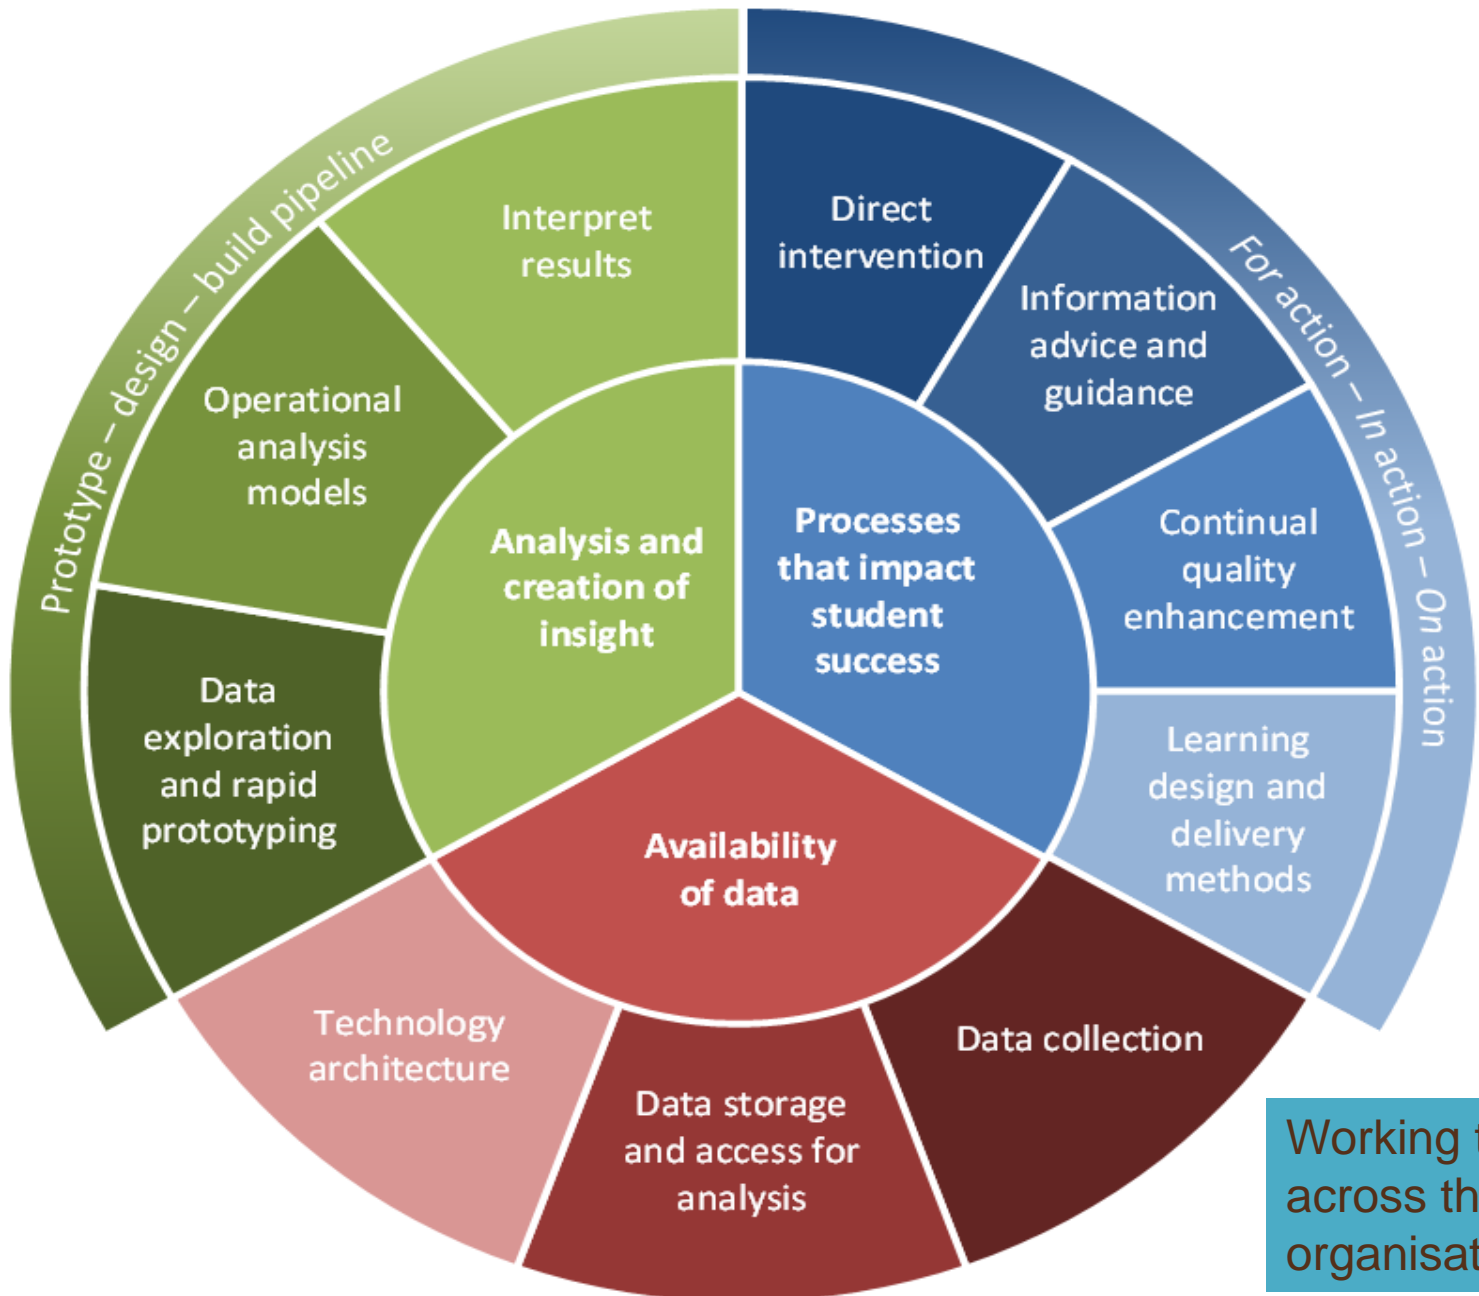 Prototype – design – build pipeline
For action – In action – On action
Interpret
results
Direct
intervention
Information
advice and
guidance
Operational
analysis
models
Continual
quality
enhancement
Analysis and
creation of
insight
Processes
that impact
student
success
Data
exploration
and rapid
prototyping
Learning
design and
delivery
methods
Availability
of data
Technology
architecture
Data storage
and access for
analysis
Data collection
Working
across